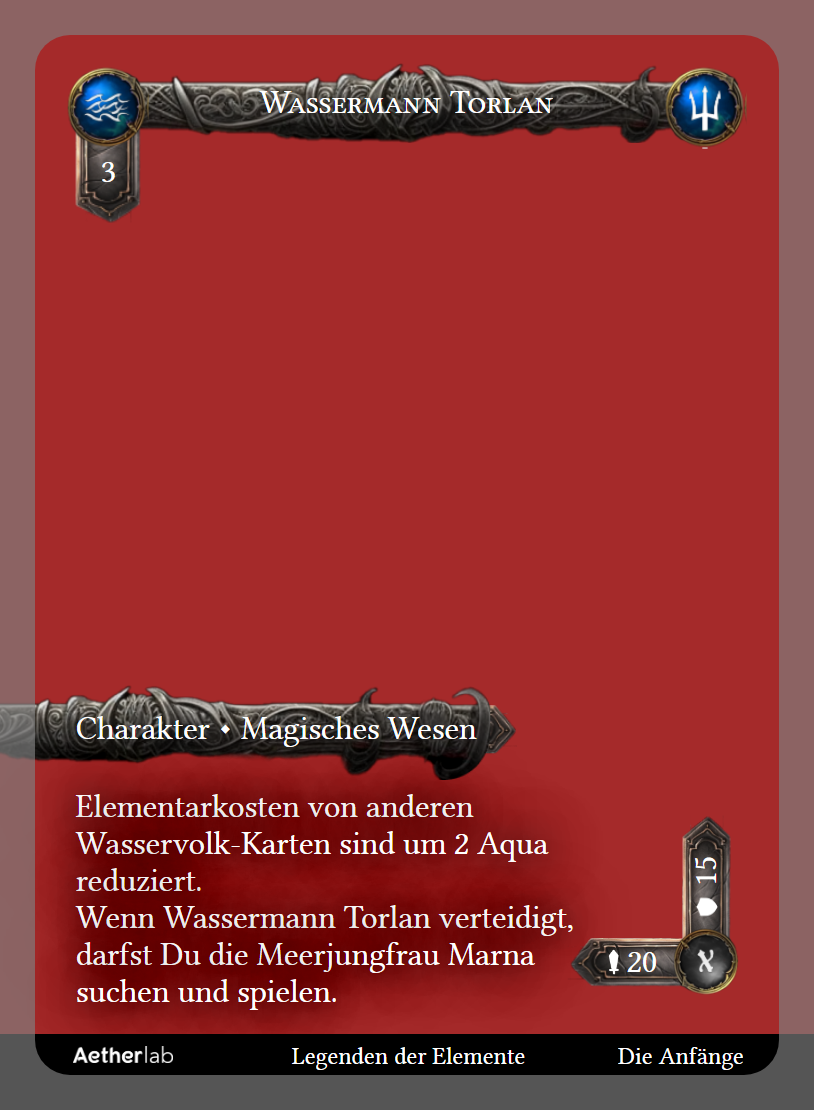 Wassermann Torlan
3
Charakter • Magisches Wesen
Elementarkosten von anderen
Wasservolk-Karten sind um 2 Aqua
reduziert.
Wenn Wassermann Torlan verteidigt,
darfst Du die Meerjungfrau Marna
suchen und spielen.
15
20
א
Aetherlab
Legenden der Elemente
Die Anfänge